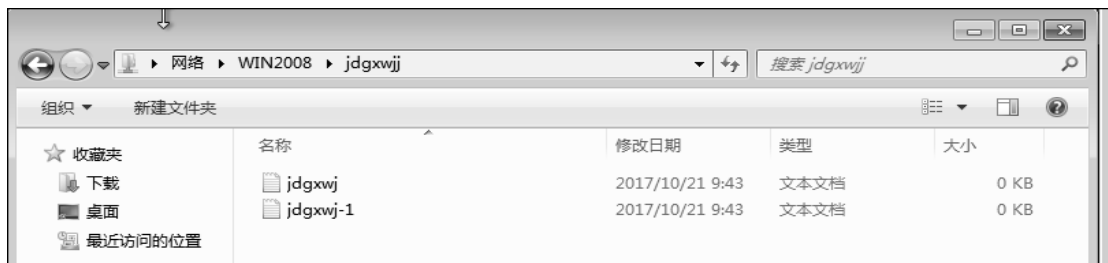 网络 WIN2008 jdgxwjj 搜索 jdgxwjj
组织 新建文件夹
收藏夹 名称 修改日期 类型 大小
下载 jdgxwj 2017/10/21 9:43 文本文档 0 KB
桌面 jdgxwj-1 2017/10/21 9:43 文本文档 0 KB
最近访问的位置